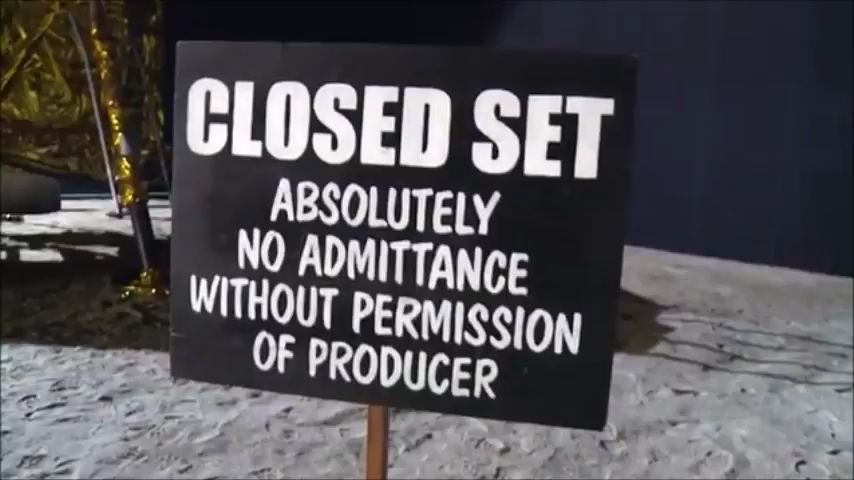 CLOSED SET
ABSOLUTELY
NO ADMITTANCE
WITHOUT PERMISSION
OF PRODUCER